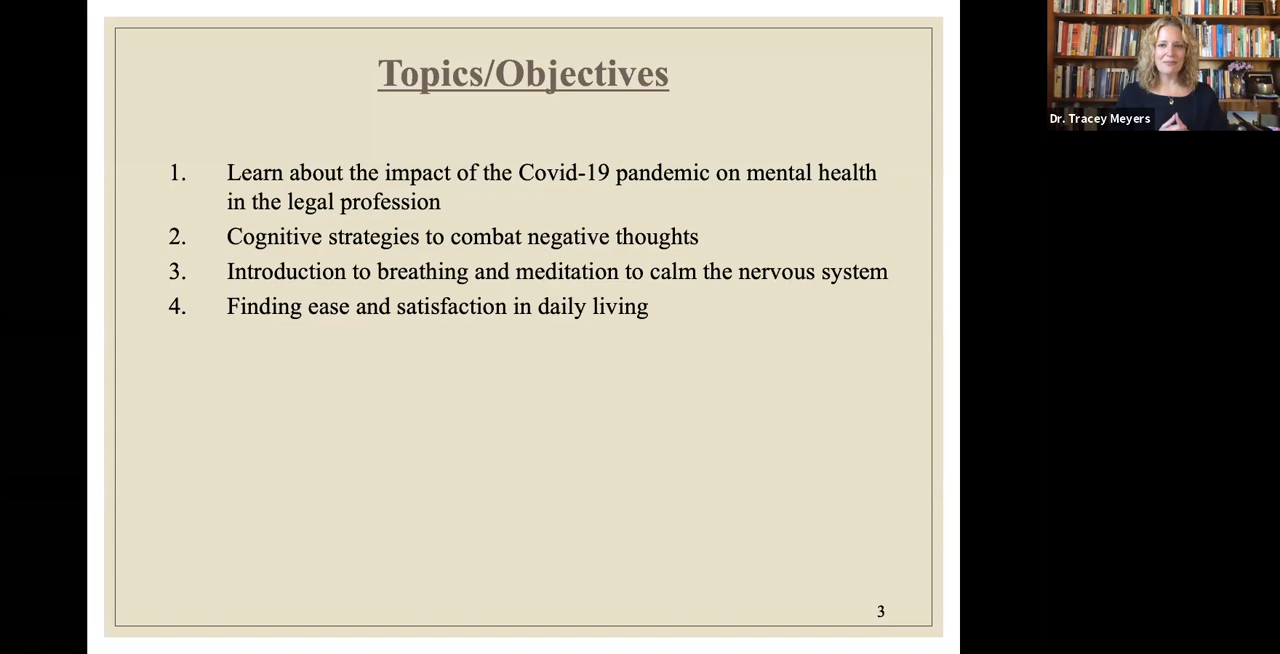 Topics/Objectives
1. Learn about the impact of the Covid-19 pandemic on mental health
in the legal profession
2. Cognitive strategies to combat negative thoughts
3. Introduction to breathing and meditation to calm the nervous system
4. Finding ease and satisfaction in daily living
3
Dr. Tracey Meyers